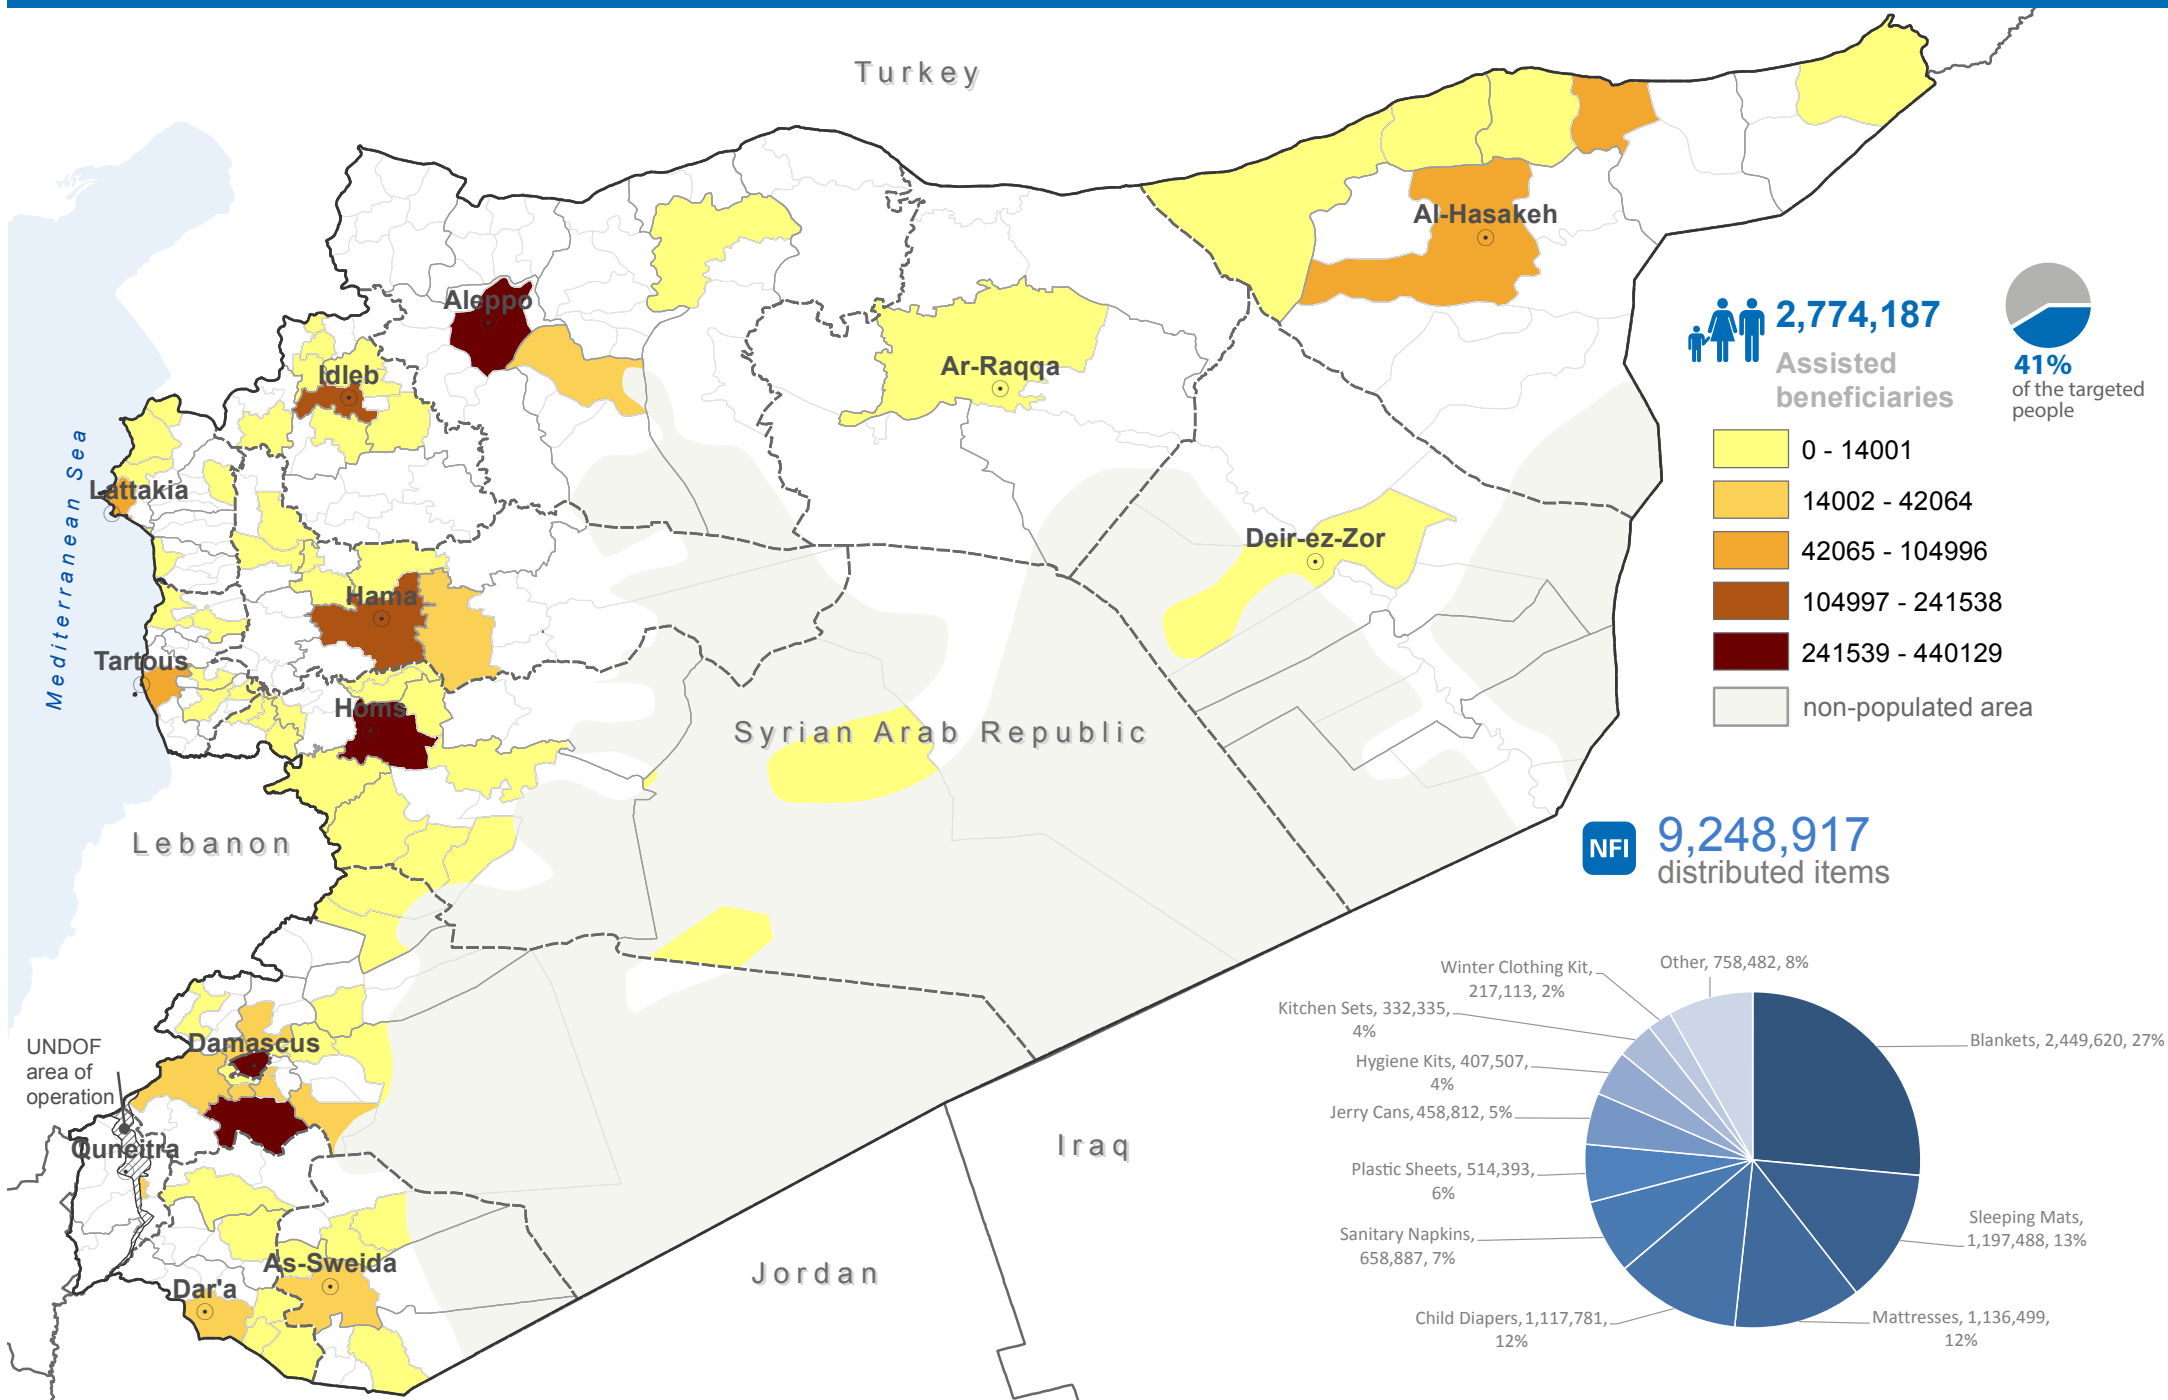 Turkey
Al-Hasakeh
Aleppo
Idleb
Ar-Raqqa
Lattakia
Mediterranean Sea
Deir-ez-Zor
Hama
Tartous
Homs
Syrian Arab Republic
Lebanon
Damascus
UNDOF
area of
operation
Quneitra
As-Sweida
Dar'a
Iraq
Jordan
2,774,187
Assisted
beneficiaries
41%
of the targeted
people
0 - 14001
14002 - 42064
42065 - 104996
104997 - 241538
241539 - 440129
non-populated area
NFI
9,248,917
distributed items
Winter Clothing Kit,
217,113, 2%
Other, 758,482, 8%
Kitchen Sets, 332,335,
4%
Blankets, 2,449,620, 27%
Hygiene Kits, 407,507,
4%
Jerry Cans, 458,812, 5%
Plastic Sheets, 514,393,
6%
Sleeping Mats,
1,197,488, 13%
Sanitary Napkins,
658,887, 7%
Child Diapers, 1,117,781,
12%
Mattresses, 1,136,499,
12%